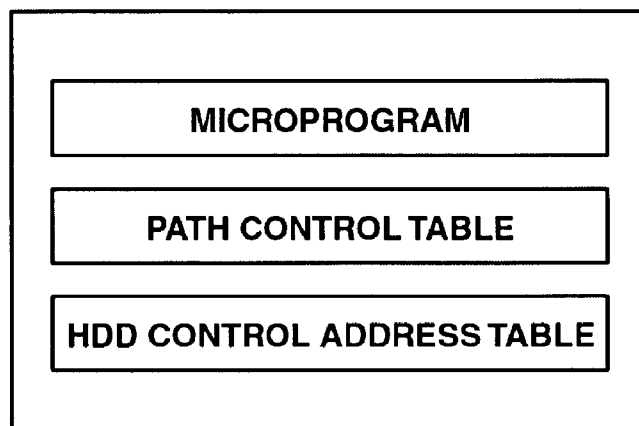 MICROPROGRAM
PATH CONTROL TABLE
HDD CONTROL ADDRESS TABLE